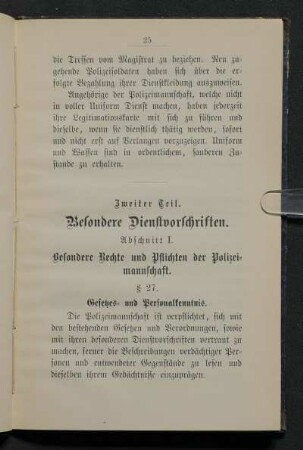 25
die Tressen vom Magistrat zu beziehen. Neu zu-
gehende Polizeisoldaten haben sich über die er-
folgte Bezahlung ihrer Dienstkleidung auszuweisen.
Angehörige der Polizeimannschaft, welche nicht
in voller Uniform Dienst machen, haben jederzeit
ihre Legitimationskarte mit sich zu führen und
dieselbe, wenn sie dienstlich thätig werden, sofort
und nicht erst auf Verlangen vorzuzeigen. Uniform
und Waffen sind in ordentlichem, sauberen Zu-
stande zu erhalten.
Zweiter Teil.
Besondere Dienstvorschriften.
Abschnitt I.
Besondere Rechte und Pflichten der Polizei-
mannschaft.
§ 27.
Gesetzes- und Personalkenntnis.
Die Polizeimannschaft ist verpflichtet, sich mit
den bestehenden Gesetzen und Verordnungen, sowie
mit ihren besonderen Dienstvorschriften vertraut zu
machen, ferner die Beschreibungen verdächtiger Per-
sonen und entwendeter Gegenstände zu lesen und
dieselben ihrem Gedächtnisse einzuprägen.